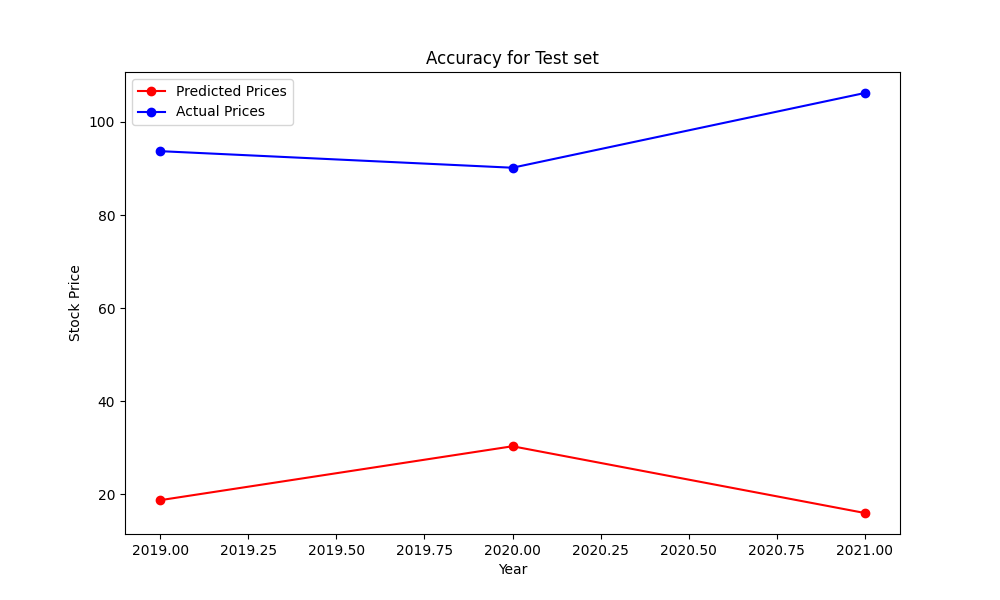 Accuracy for Test set
Predicted Prices
Actual Prices
100
80
60
40
20
Stock Price
2019.00 2019.25 2019.50 2019.75 2020.00 2020.25 2020.50 2020.75 2021.00
Year